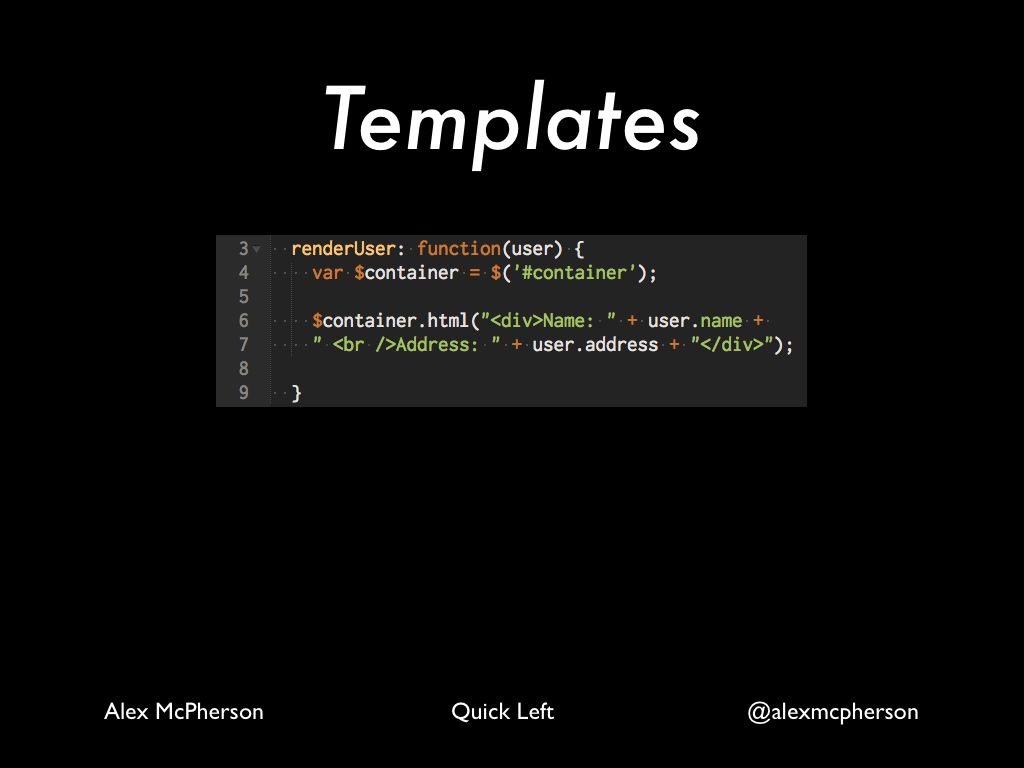 Templates
3 renderUser: function(user) {
4 var $container = $('#container');
5
6 $container.html("<div>Name: " + user.name +
7 " <br />Address: " + user.address + "</div>");
8
9 }
Alex McPherson Quick Left @alexmcpherson